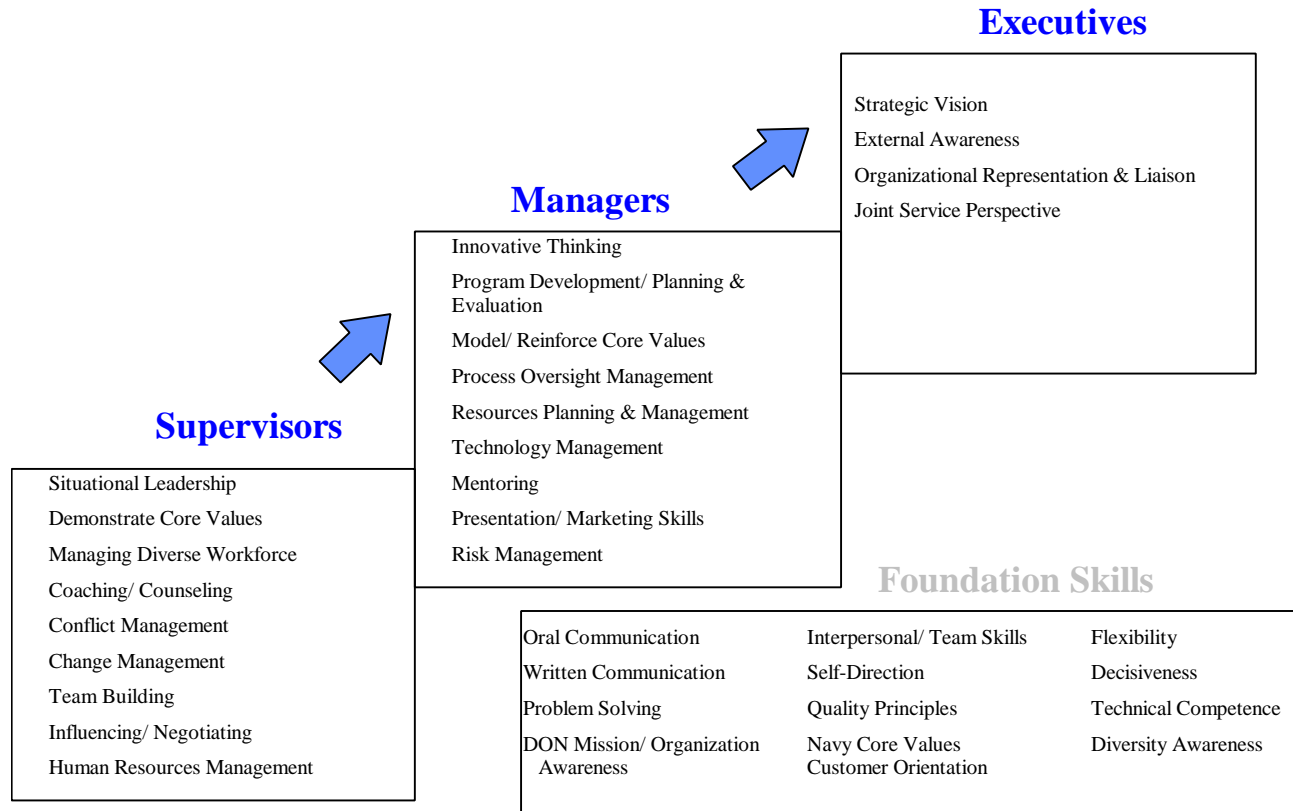 Executives
Strategic Vision
External Awareness
Organizational Representation & Liaison
Joint Service Perspective
Managers
Innovative Thinking
Program Development/ Planning &
Evaluation
Model/ Reinforce Core Values
Process Oversight Management
Resources Planning & Management
Technology Management
Mentoring
Presentation/ Marketing Skills
Risk Management
Supervisors
Situational Leadership
Demonstrate Core Values
Managing Diverse Workforce
Coaching/ Counseling
Conflict Management
Change Management
Team Building
Influencing/ Negotiating
Human Resources Management
Foundation Skills
Oral Communication
Written Communication
Problem Solving
DON Mission/ Organization
Awareness
Interpersonal/ Team Skills
Self-Direction
Quality Principles
Navy Core Values
Customer Orientation
Flexibility
Decisiveness
Technical Competence
Diversity Awareness